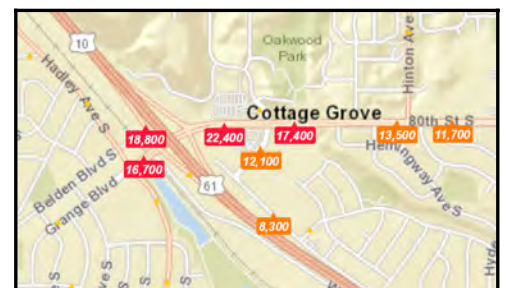 10
Oakwood
Park
Hinton Ave
Hadley Ave S
Cottage Grove
80th St S
18,800
22,400
17,400
13,500
11,700
Hemingway Ave S
12,100
16,700
Belden Blvd S
Grange Blvd
61
8,300
Hyde
S
S
S
S